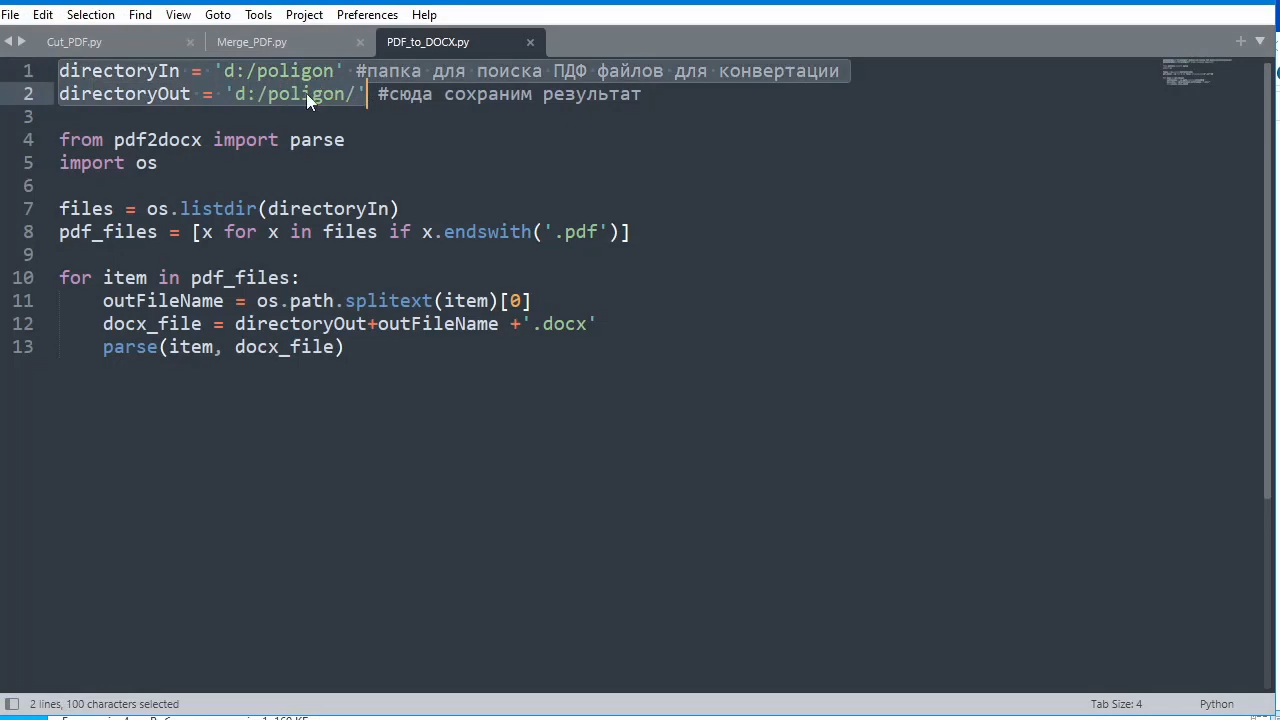 File Edit Selection Find View Goto Tools Project Preferences Help
Cut_PDF.py × Merge_PDF.py × PDF_to_DOCX.py ×
1 directoryIn = 'd:/poligon' #папка для поиска ПДФ файлов для конвертации
2 directoryOut = 'd:/poligon/' #сюда сохраним результат
3
4 from pdf2docx import parse
5 import os
6
7 files = os.listdir(directoryIn)
8 pdf_files = [x for x in files if x.endswith('.pdf')]
9
10 for item in pdf_files:
11 outFileName = os.path.splitext(item)[0]
12 docx_file = directoryOut+outFileName +'.docx'
13 parse(item, docx_file)
2 lines, 100 characters selected Tab Size: 4 Python